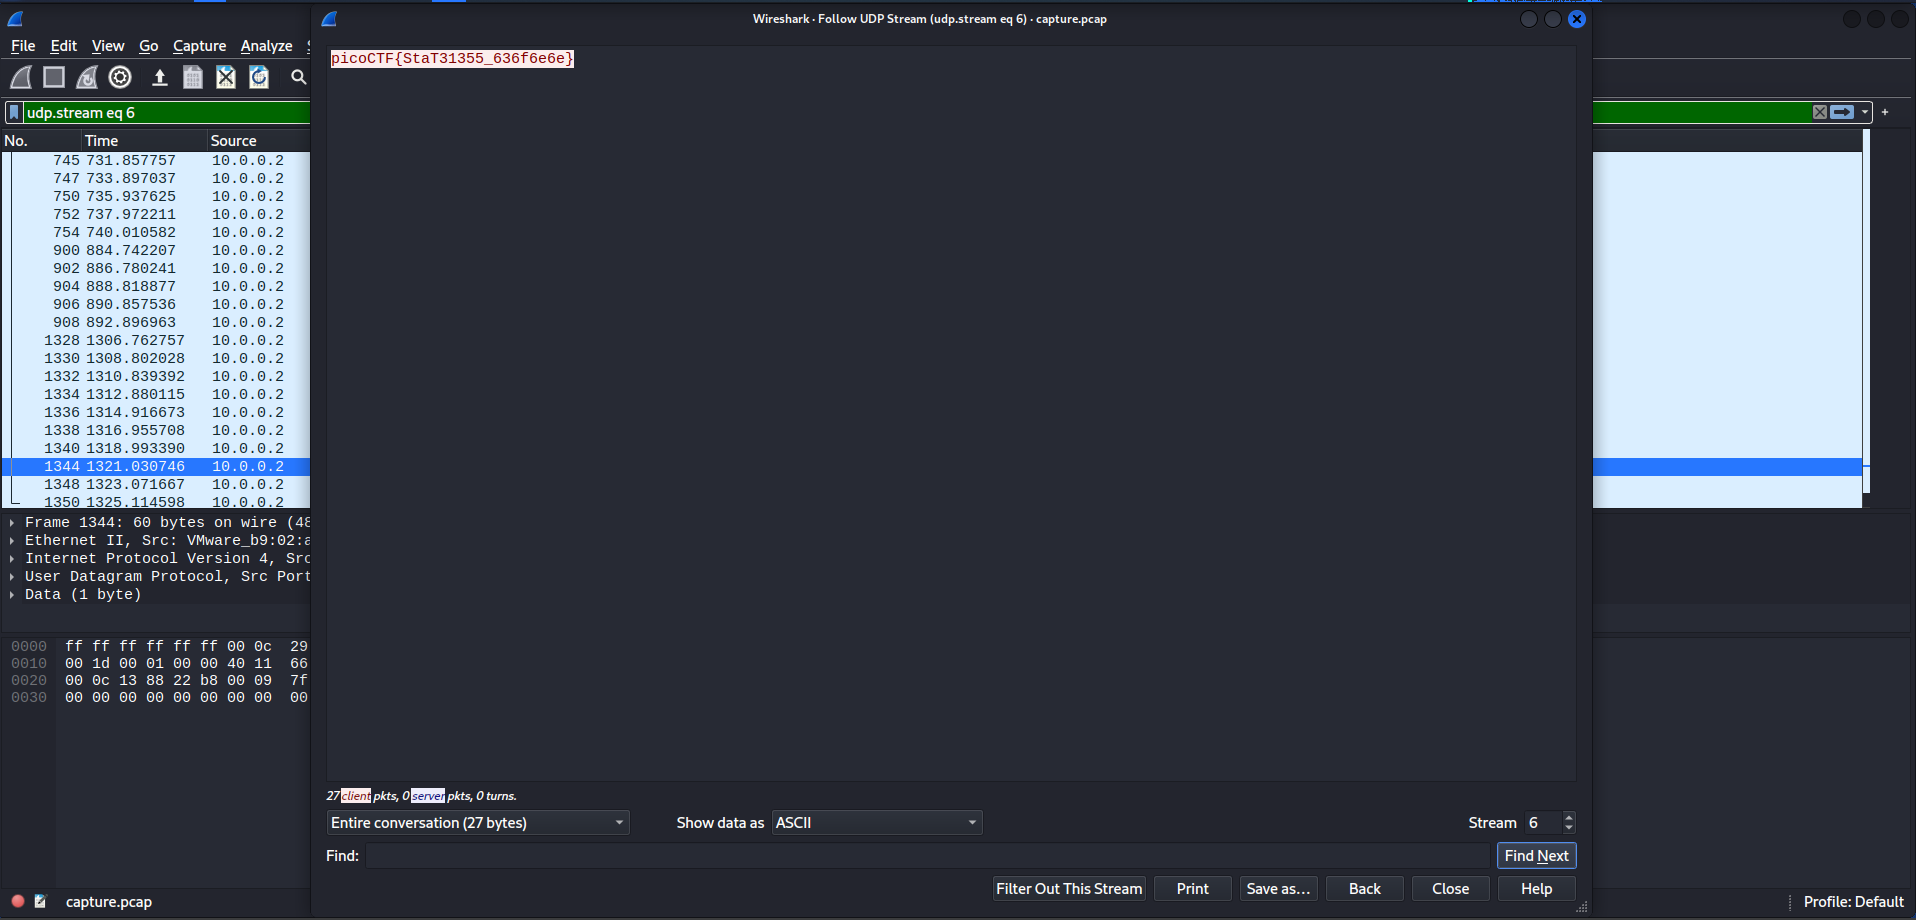 Wireshark · Follow UDP Stream (udp.stream eq 6) · capture.pcap
File Edit View Go Capture Analyze
picoCTF{StaT31355_636f6e6e}
udp.stream eq 6
+
No. Time Source
745 731.857757 10.0.0.2
747 733.897037 10.0.0.2
750 735.937625 10.0.0.2
752 737.972211 10.0.0.2
754 740.010582 10.0.0.2
900 884.742207 10.0.0.2
902 886.780241 10.0.0.2
904 888.818877 10.0.0.2
906 890.857536 10.0.0.2
908 892.896963 10.0.0.2
1328 1306.762757 10.0.0.2
1330 1308.802028 10.0.0.2
1332 1310.839392 10.0.0.2
1334 1312.880115 10.0.0.2
1336 1314.916673 10.0.0.2
1338 1316.955708 10.0.0.2
1340 1318.993390 10.0.0.2
1344 1321.030746 10.0.0.2
1348 1323.071667 10.0.0.2
1350 1325.114598 10.0.0.2
Frame 1344: 60 bytes on wire (48
Ethernet II, Src: VMware_b9:02:a
Internet Protocol Version 4, Src
User Datagram Protocol, Src Port
Data (1 byte)
0000 ff ff ff ff ff ff 00 0c 29
0010 00 1d 00 01 00 00 40 11 66
0020 00 0c 13 88 22 b8 00 09 7f
0030 00 00 00 00 00 00 00 00 00
27 client pkts, 0 server pkts, 0 turns.
Entire conversation (27 bytes) Show data as ASCII Stream 6
Find: Find Next
Filter Out This Stream Print Save as... Back Close Help
capture.pcap Profile: Default